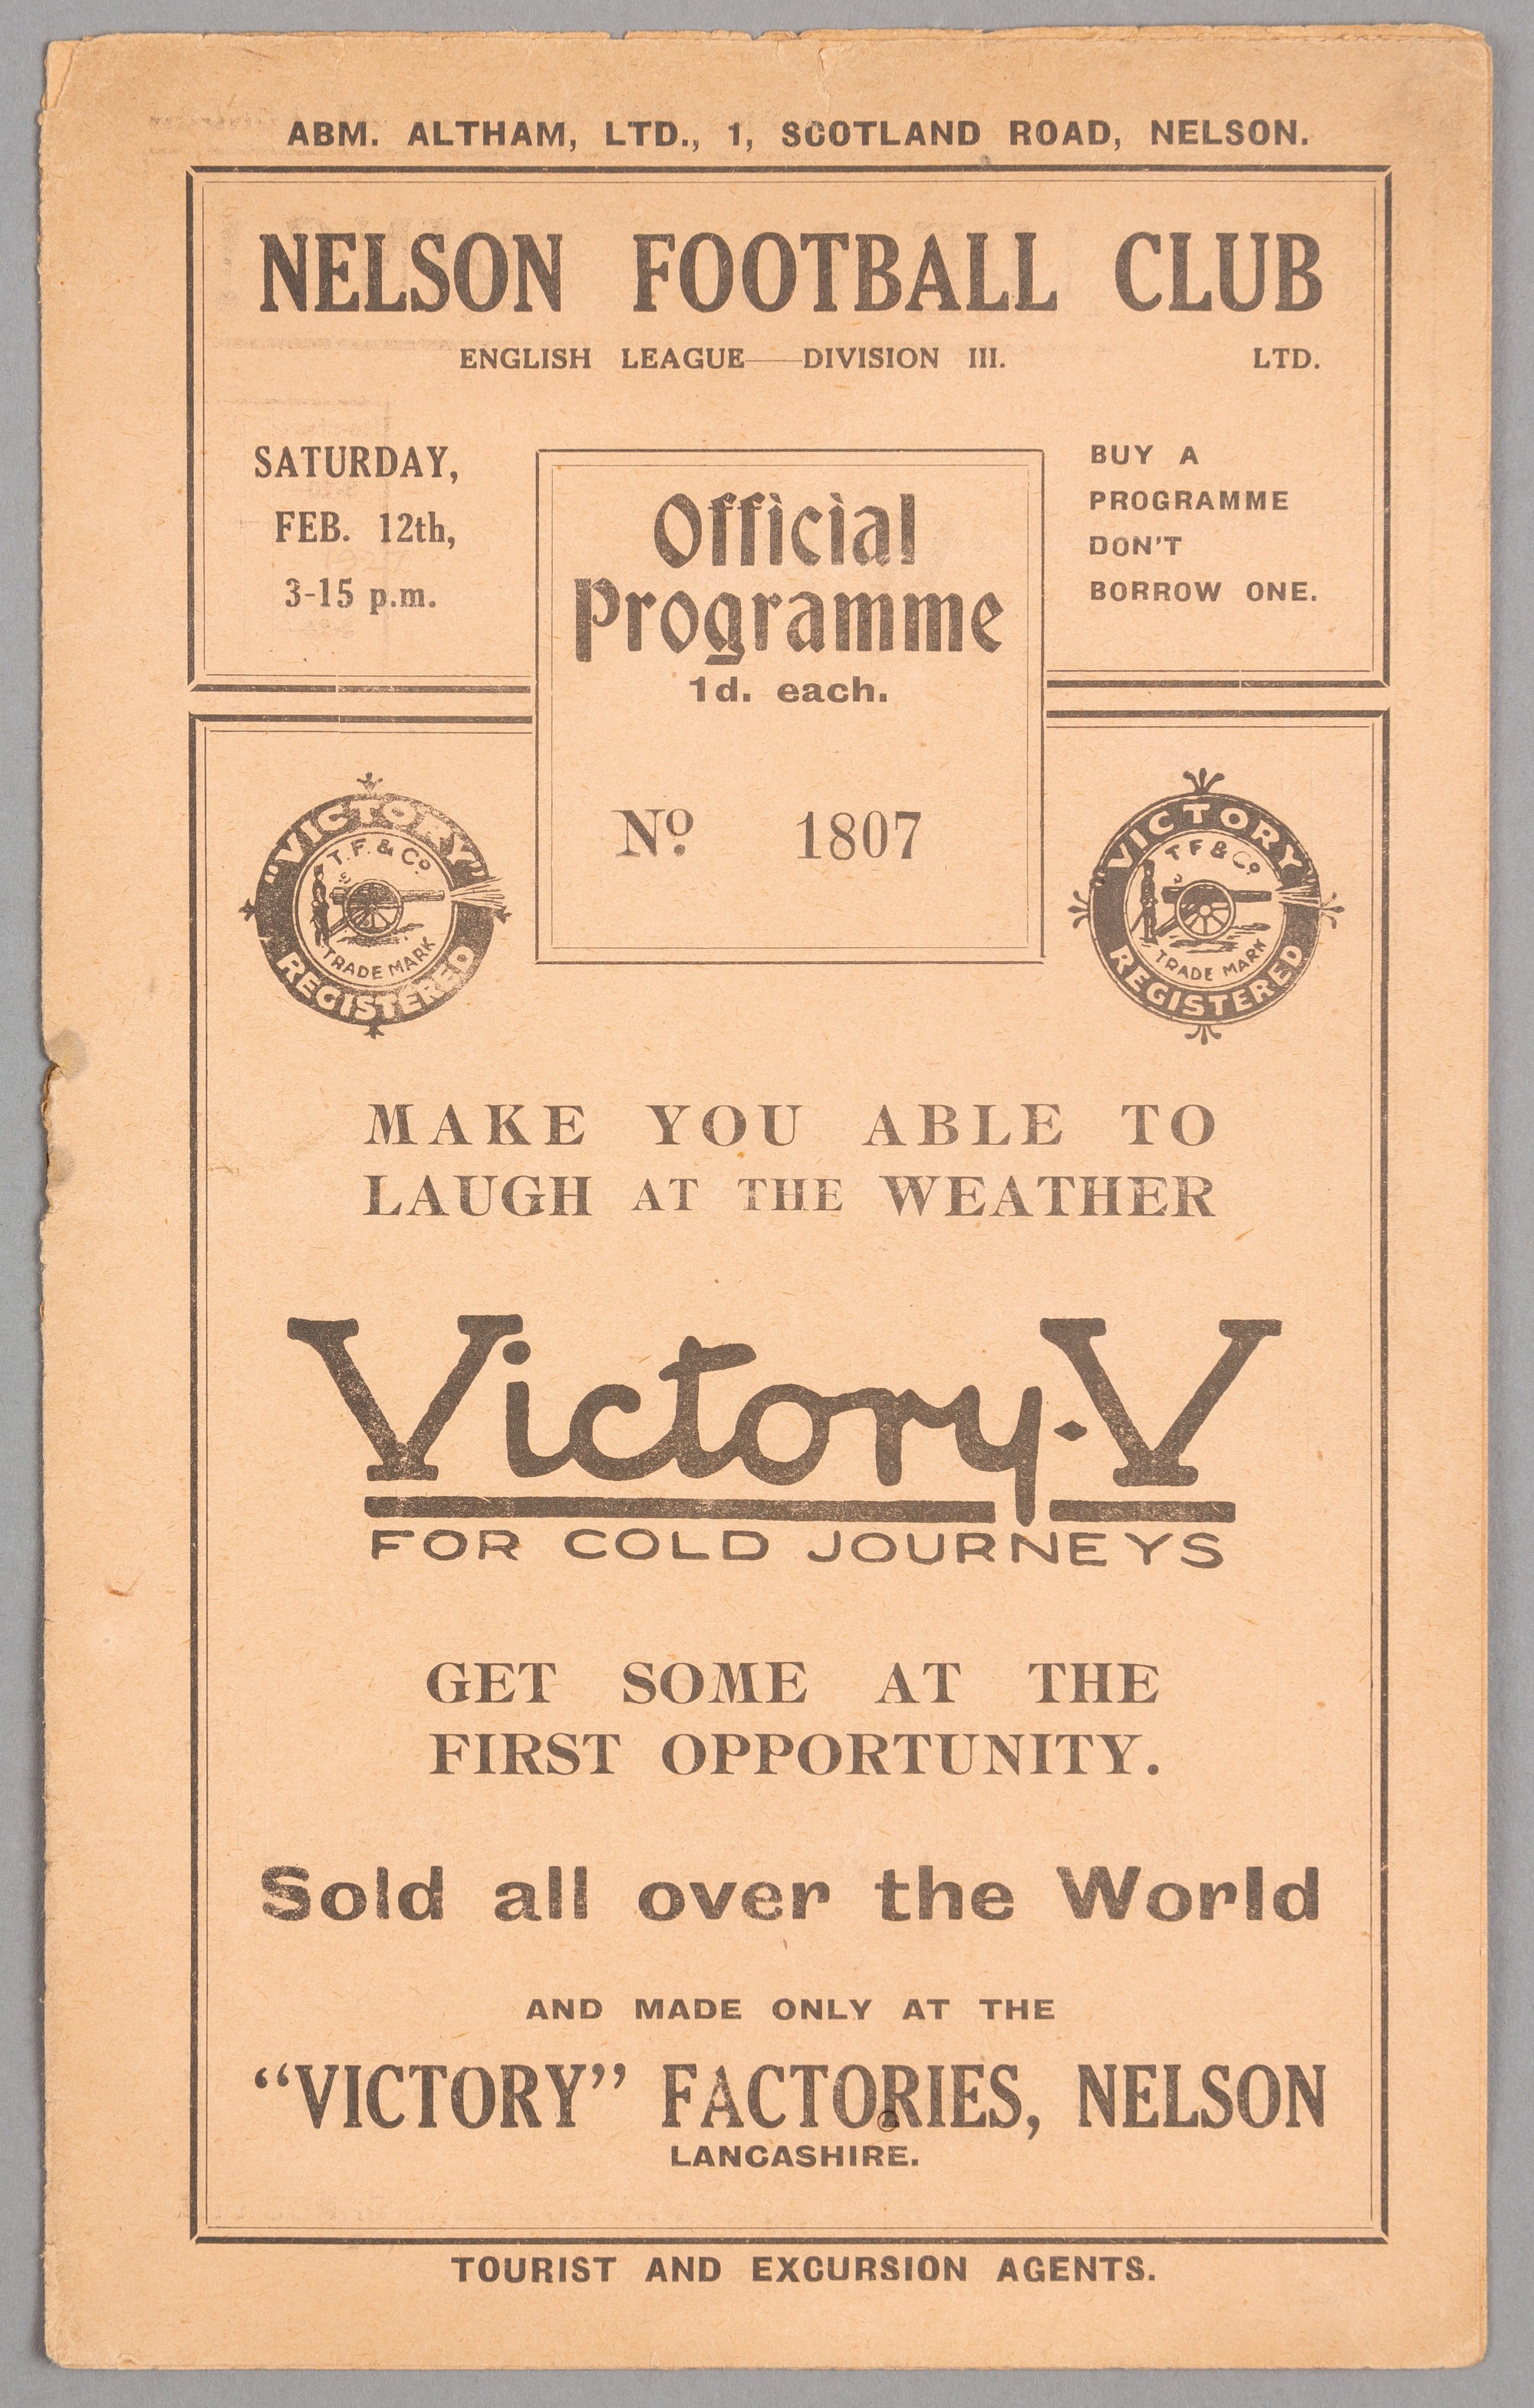 ABM. ALTHAM, LTD., 1, SCOTLAND ROAD, NELSON.
NELSON FOOTBALL CLUB
ENGLISH LEAGUE—DIVISION III. LTD.
SATURDAY,
FEB. 12th,
3-15 p.m.
Official
Programme
1d. each.
No 1807
BUY A
PROGRAMME
DON'T
BORROW ONE.
"VICTORY"
T.F. & Co
TRADE MARK
REGISTERED
"VICTORY"
T F & Co
TRADE MARK
REGISTERED
MAKE YOU ABLE TO
LAUGH AT THE WEATHER
Victory-V
FOR COLD JOURNEYS
GET SOME AT THE
FIRST OPPORTUNITY.
Sold all over the World
AND MADE ONLY AT THE
"VICTORY" FACTORIES, NELSON
LANCASHIRE.
TOURIST AND EXCURSION AGENTS.